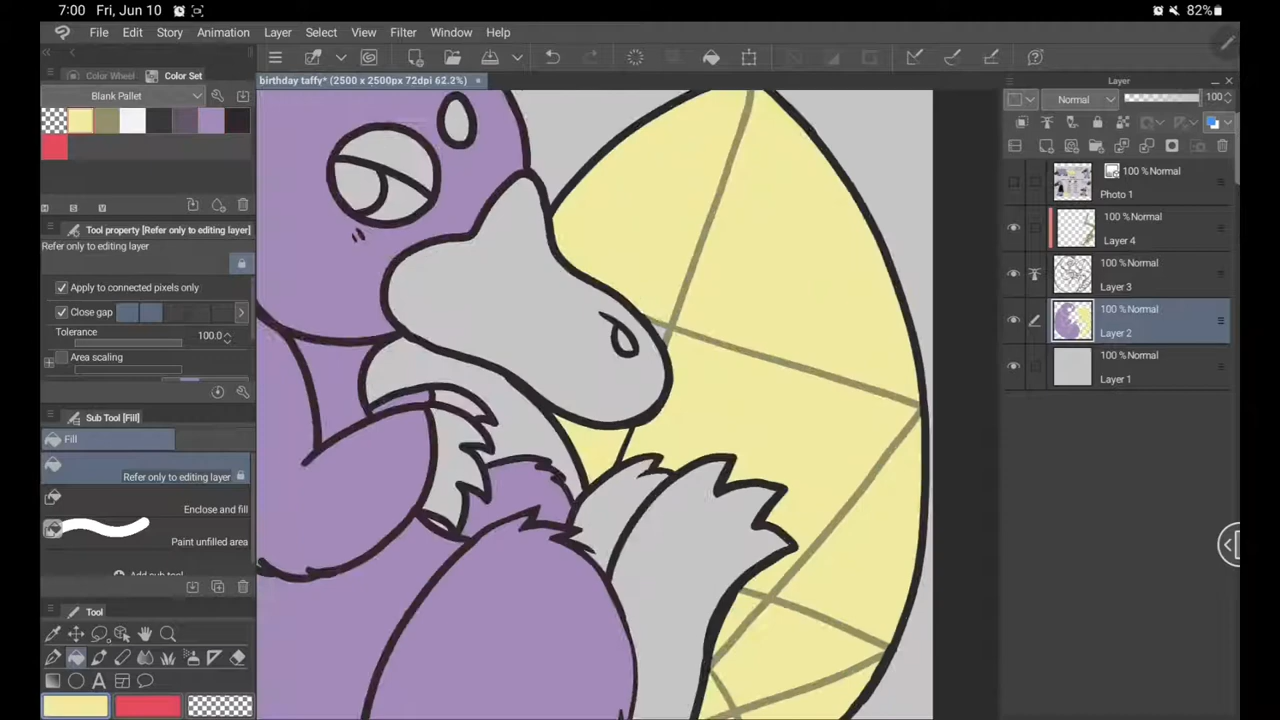 7:00 Fri, Jun 10
82%
File Edit Story Animation Layer Select View Filter Window Help
birthday taffy* (2500 x 2500px 72dpi 62.2%)
Color Wheel Color Set
Blank Pallet
H S V
Tool property [Refer only to editing layer]
Refer only to editing layer
Apply to connected pixels only
Close gap
Tolerance 100.0
Area scaling
Sub Tool [Fill]
Fill
Refer only to editing layer
Enclose and fill
Paint unfilled area
Add sub tool
Tool
A
Layer
Normal 100
100 %Normal
Photo 1
100 %Normal
Layer 4
100 %Normal
Layer 3
100 %Normal
Layer 2
100 %Normal
Layer 1